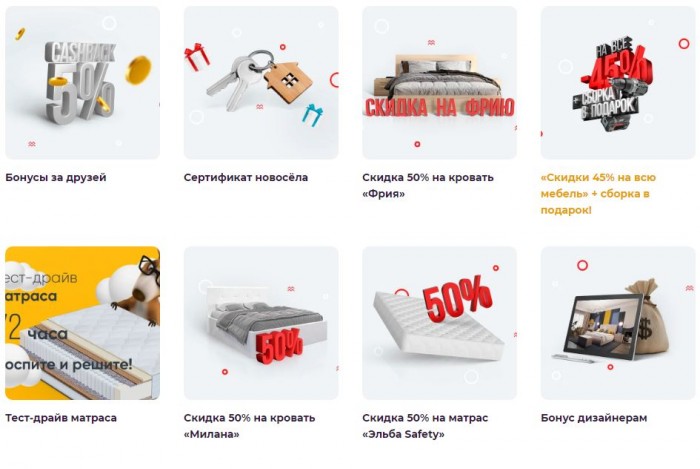 CASHBACK
5%
СКИДКА НА ФРИЮ
НА ВСЕ
-45%
+ СБОРКА
В ПОДАРОК
Бонусы за друзей
Сертификат новосёла
Скидка 50% на кровать
«Фрия»
«Скидки 45% на всю
мебель» + сборка в
подарок!
ест-драйв
атраса
72 часа
оспите и решите!
50%
50%
$
Тест-драйв матраса
Скидка 50% на кровать
«Милана»
Скидка 50% на матрас
«Эльба Safety»
Бонус дизайнерам